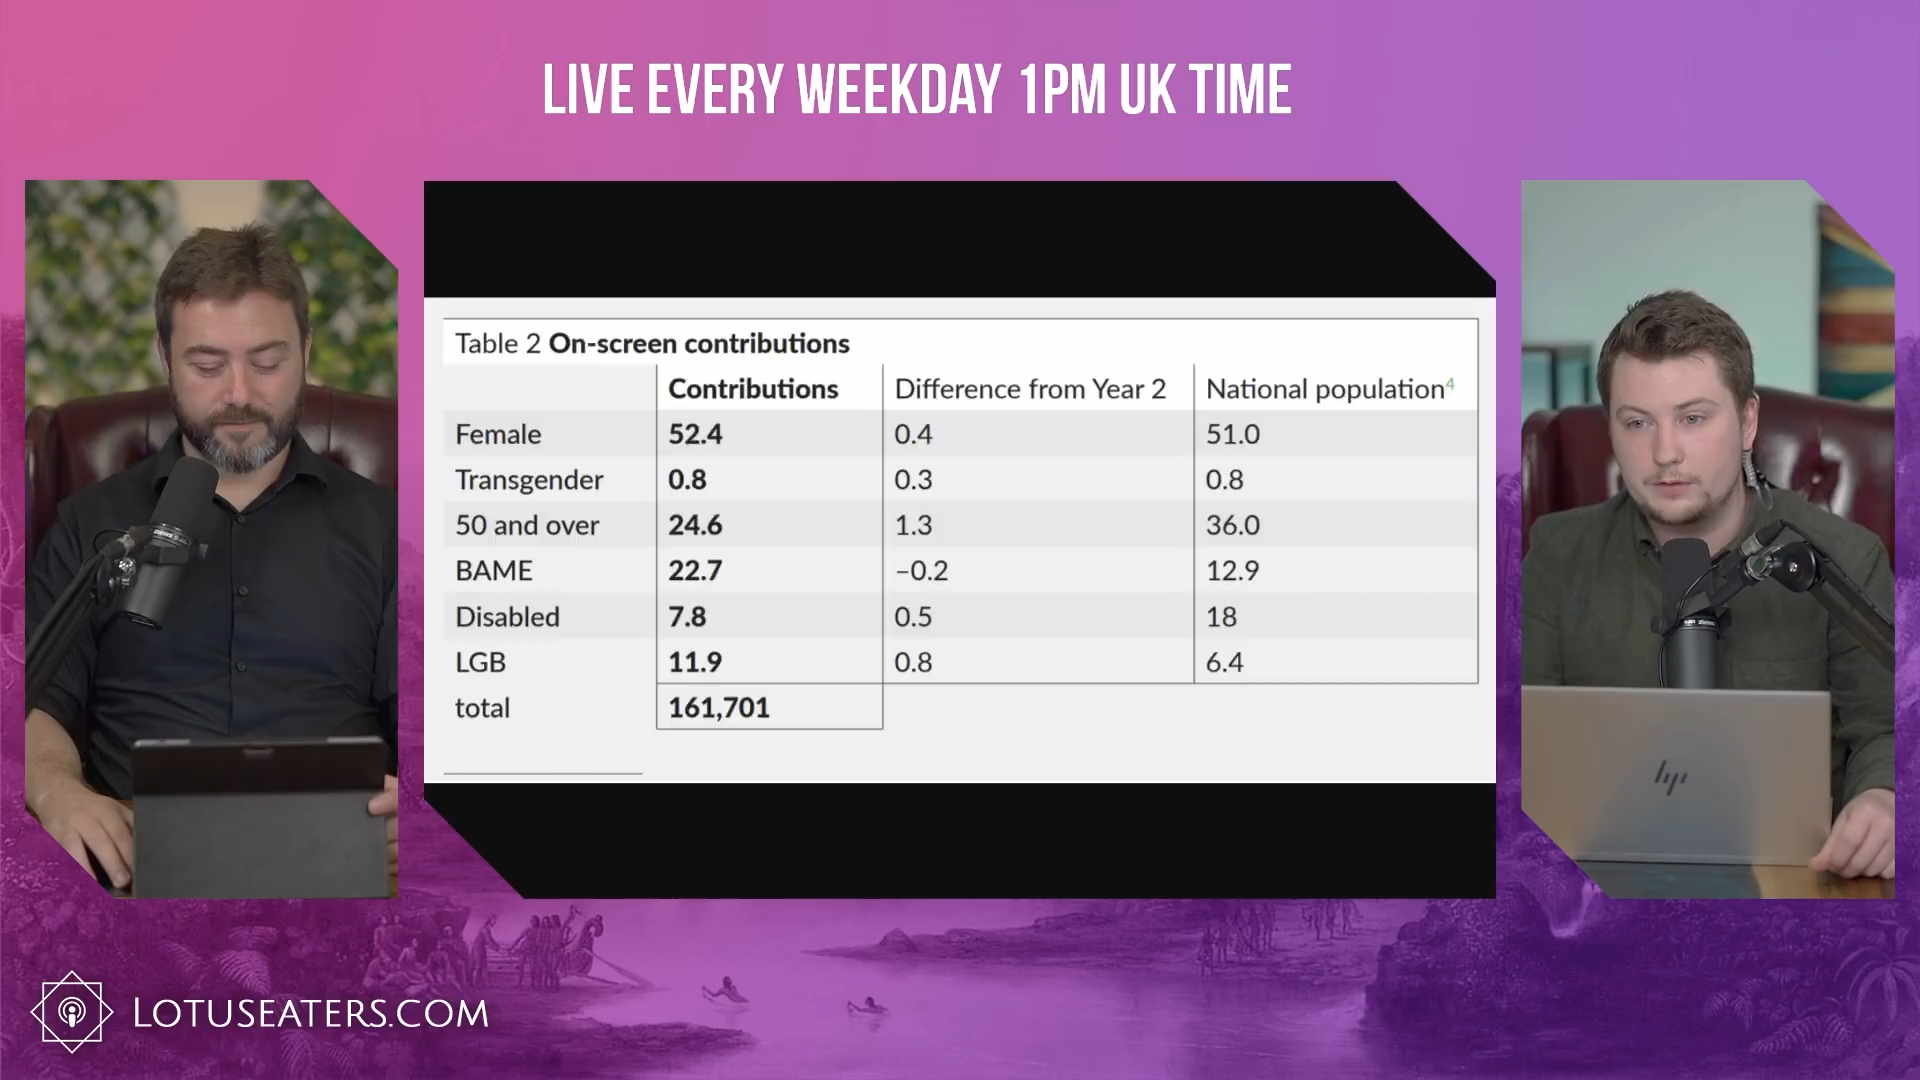 LIVE EVERY WEEKDAY 1PM UK TIME
Table 2 On-screen contributions
Contributions Difference from Year 2 National population4
Female 52.4 0.4 51.0
Transgender 0.8 0.3 0.8
50 and over 24.6 1.3 36.0
BAME 22.7 –0.2 12.9
Disabled 7.8 0.5 18
LGB 11.9 0.8 6.4
total 161,701
hp
LOTUSEATERS.COM